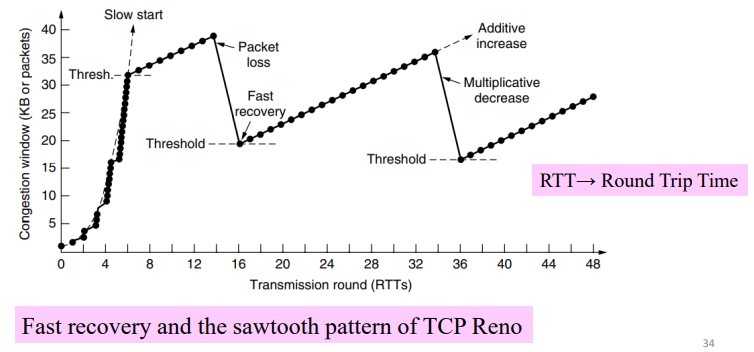 Slow start
Congestion window (KB or packets)
40
35
30
25
20
15
10
5
Thresh.
Packet
loss
Fast
recovery
Threshold
Additive
increase
Multiplicative
decrease
Threshold
RTT→ Round Trip Time
0 4 8 12 16 20 24 28 32 36 40 44 48
Transmission round (RTTs)
Fast recovery and the sawtooth pattern of TCP Reno
34